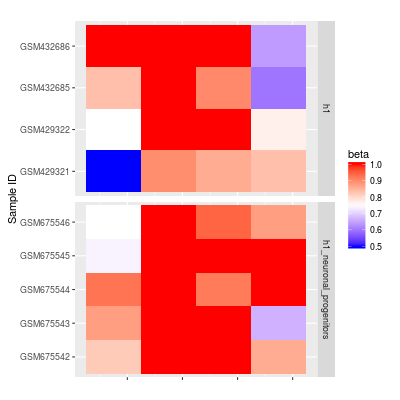 GSM432686
GSM432685
GSM429322
GSM429321
h1
GSM675546
GSM675545
GSM675544
GSM675543
GSM675542
h1_neuronal_progenitors
Sample ID
beta
1.0
0.9
0.8
0.7
0.6
0.5